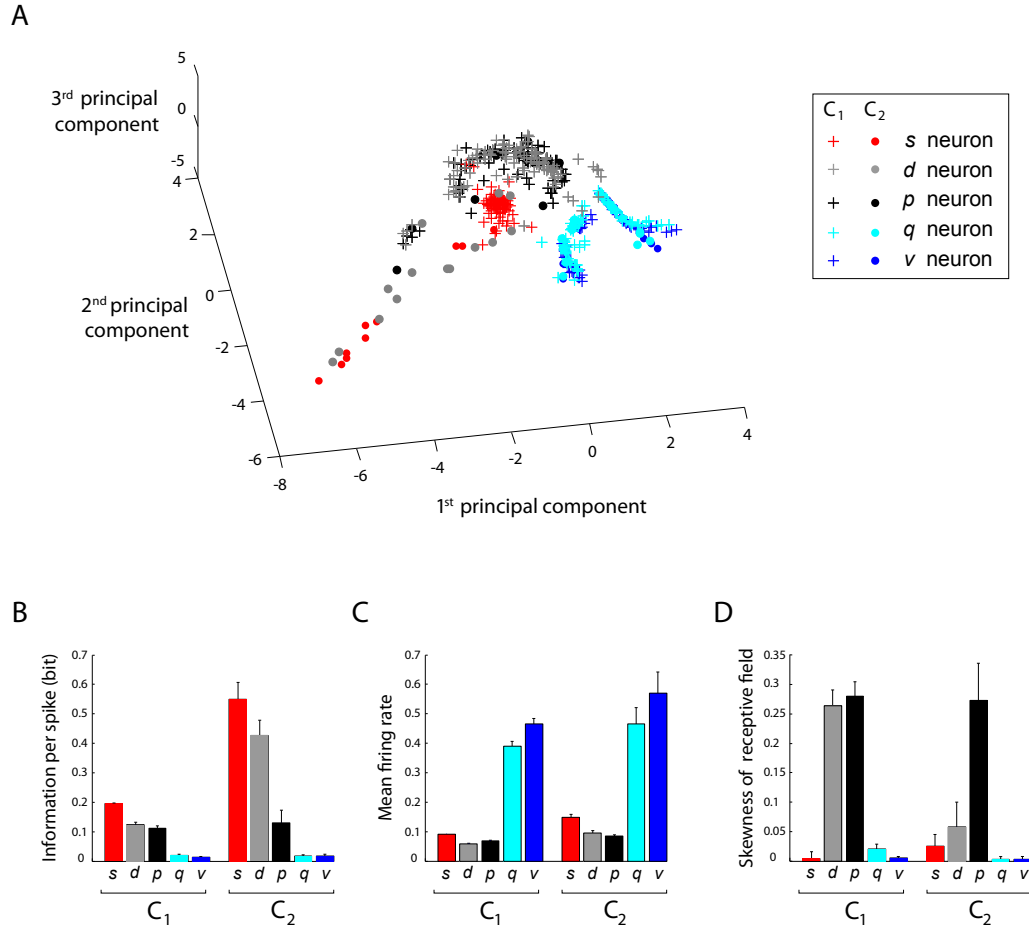 A
5
0
-5
3rd principal
component
4
2
0
-2
-4
-6
2nd principal
component
-8
-6
-4
-2
0
2
4
1st principal component
C1 C2
s neuron
d neuron
p neuron
q neuron
v neuron
B
Information per spike (bit)
0.7
0.6
0.5
0.4
0.3
0.2
0.1
0
s d p q v s d p q v
C1 C2
C
Mean firing rate
0.7
0.6
0.5
0.4
0.3
0.2
0.1
0
s d p q v s d p q v
C1 C2
D
Skewness of receptive field
0.35
0.3
0.25
0.2
0.15
0.1
0.05
0
s d p q v s d p q v
C1 C2